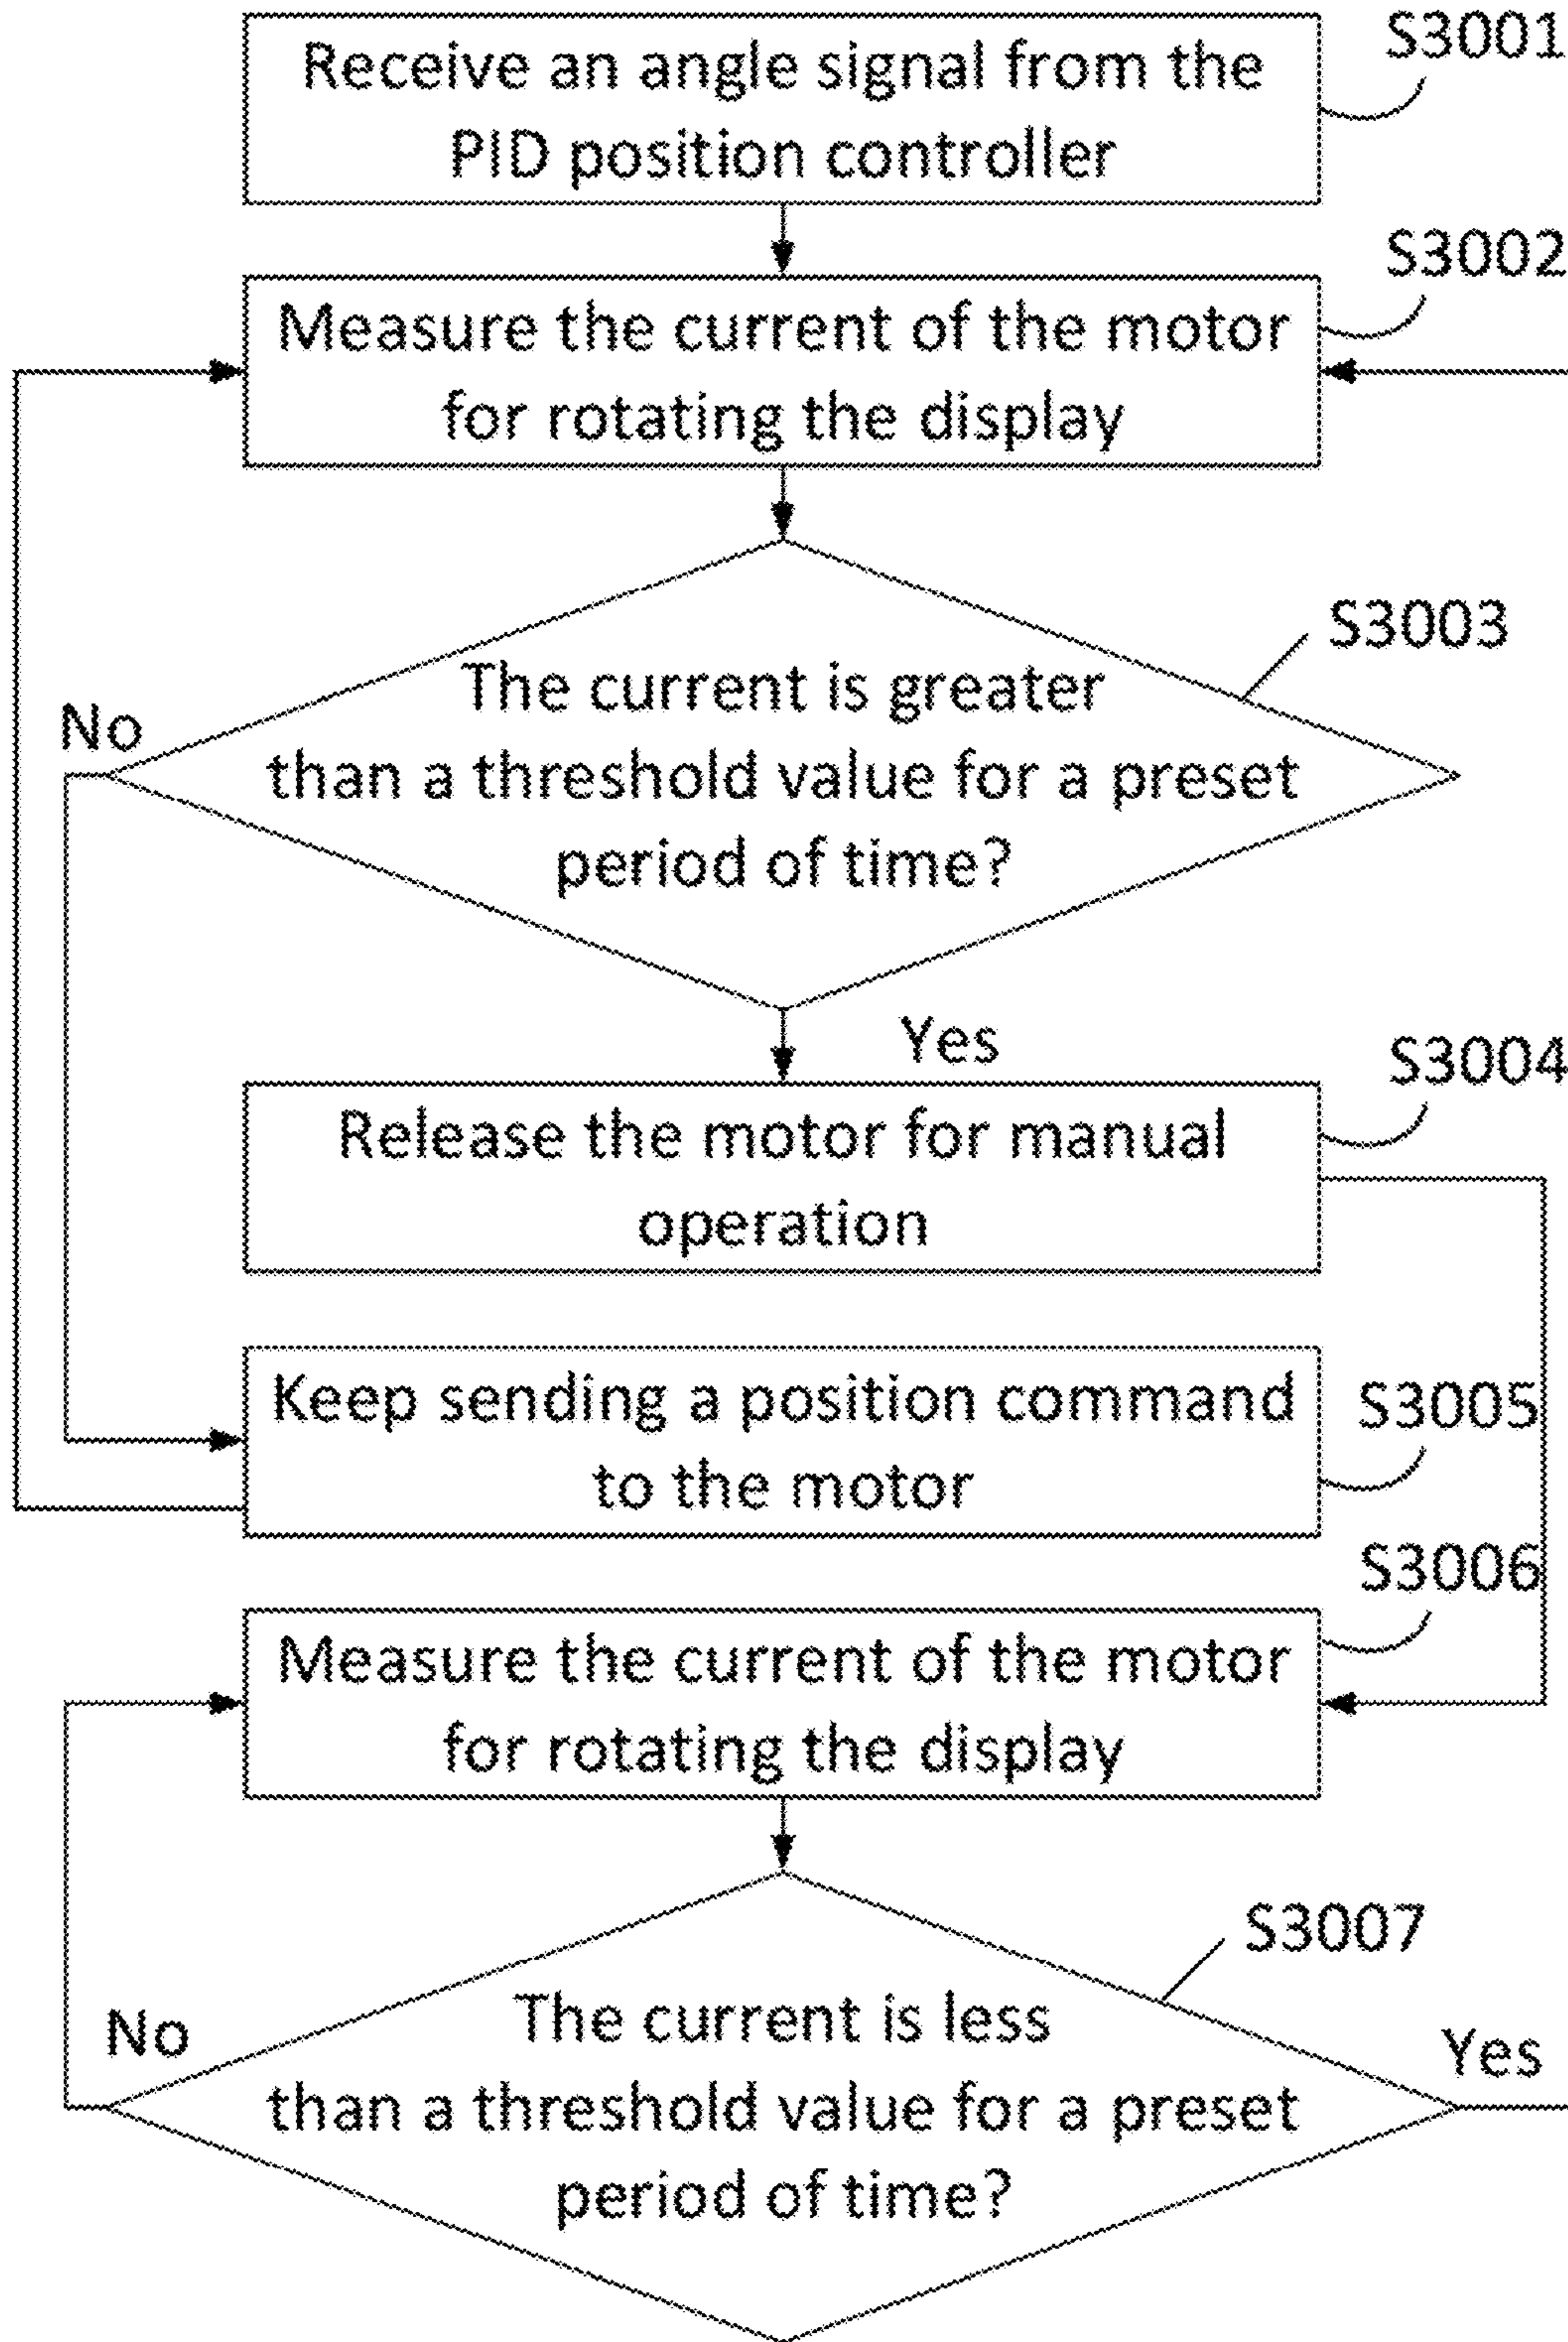 Receive an angle signal from the
PID position controller
S3001
Measure the current of the motor
for rotating the display
S3002
The current is greater
than a threshold value for a preset
period of time?
S3003
No
Yes
Release the motor for manual
operation
S3004
Keep sending a position command
to the motor
S3005
Measure the current of the motor
for rotating the display
S3006
The current is less
than a threshold value for a preset
period of time?
S3007
No
Yes